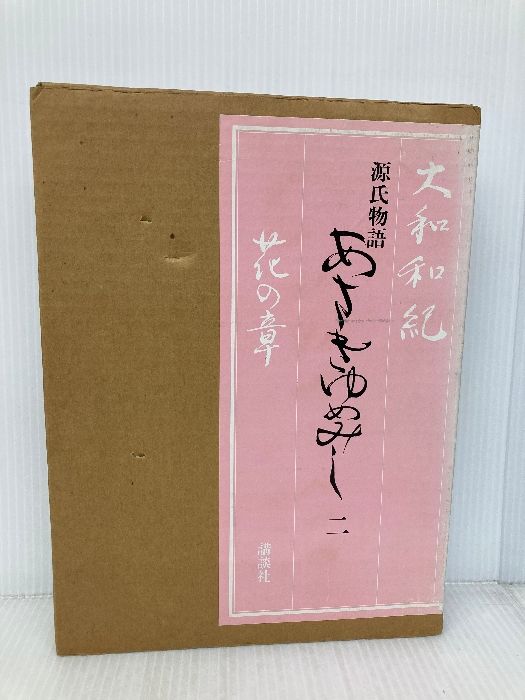 大和和紀
源氏物語
あさきゆめみし 二
花の章
講談社